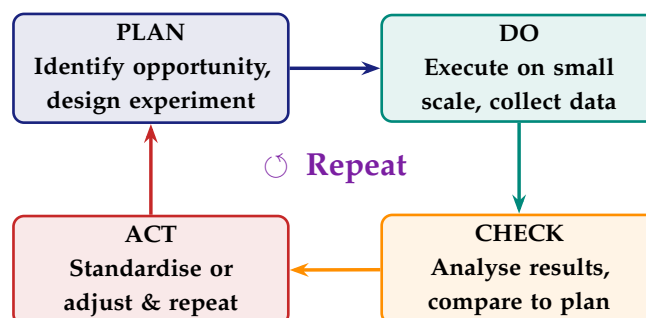 PLAN
Identify opportunity,
design experiment
DO
Execute on small
scale, collect data
Repeat
ACT
Standardise or
adjust & repeat
CHECK
Analyse results,
compare to plan